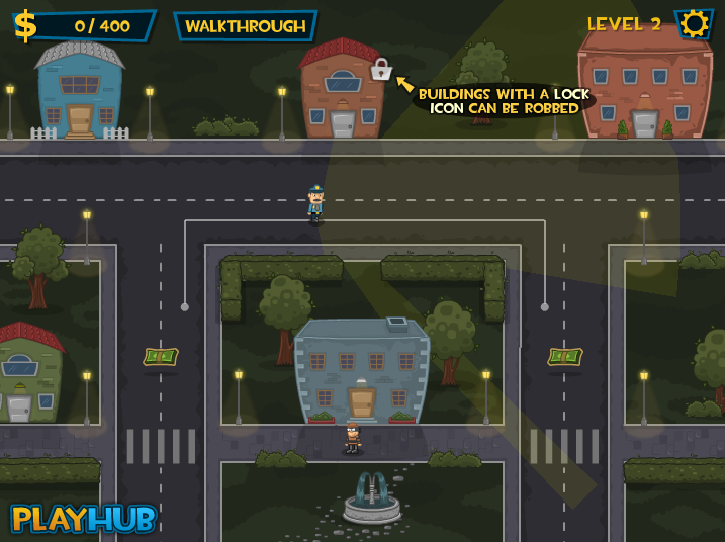 $ 0 / 400
WALKTHROUGH
LEVEL 2
BUILDINGS WITH A LOCK
ICON CAN BE ROBBED
PLAYHUB